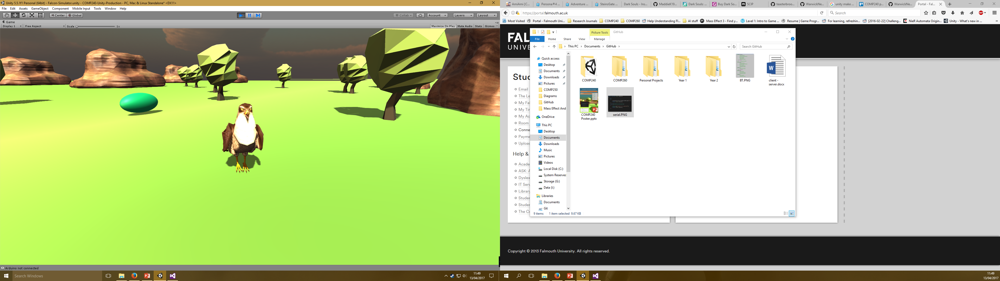 Unity 5.5.1f1 Personal (64bit) - Falcon-Simulator.unity - COMP240-Unity-Production - PC, Mac & Linux Standalone* <DX11>
File Edit Assets GameObject Component Mobile Input Tools Window Help
Center Global
Collab Account Layers Layout
Game
Display 1 Free Aspect Scale 1x
Maximize On Play Mute Audio Stats Gizmos
Arduino not connected
Search Windows
11:49
13/04/2017
AmiAmi [C... Persona®4 ... Adventure ... SteinsGate ... Dark Souls - Ins... MaddieK19... Dark Souls: ... Buy Dark So... SCIP teasterbroo... WarwickNe... unity make ... COMP240 p... WarwickNe... Portal - Fal...
https://portal.falmouth.ac.uk
Search
Most Visited Portal - Falmouth Uni... Research Journals COMP240 COMP260 Help Understanding Fl... AI stuff Mass Effect 3 - Find y... Level 1: Intro to Game ... Resume | Game Progr... For learning, refreshin... [2016-02-22] Challeng... NieR Automata Origin... Unity - What's new in ...
FAL
UNIVE
Stu
Email
The Le
My Fa
My Ti
My Ac
Room
Conne
Payme
Upload
Help &
Acade
ASK: A
Dyslex
IT Serv
Library
Studen
Studen
The Co
Picture Tools GitHub
File Home Share View Manage
This PC Documents GitHub
Search GitHub
Quick access
Desktop
Documents
Downloads
Pictures
COMP250
Diagrams
GitHub
Mass Effect And
OneDrive
This PC
Desktop
Documents
Downloads
Music
Pictures
Videos
Local Disk (C:)
System Reserved
Storage (G:)
Data (I:)
Libraries
Documents
Git
COMP240 COMP260 Personal Projects Year 1 Year 2 BT.PNG client -
server.docx
COMP240
Poster.pptx
serial.PNG
9 items 1 item selected 9.67 KB
Copyright © 2013 Falmouth University. All rights reserved.
11:49
13/04/2017